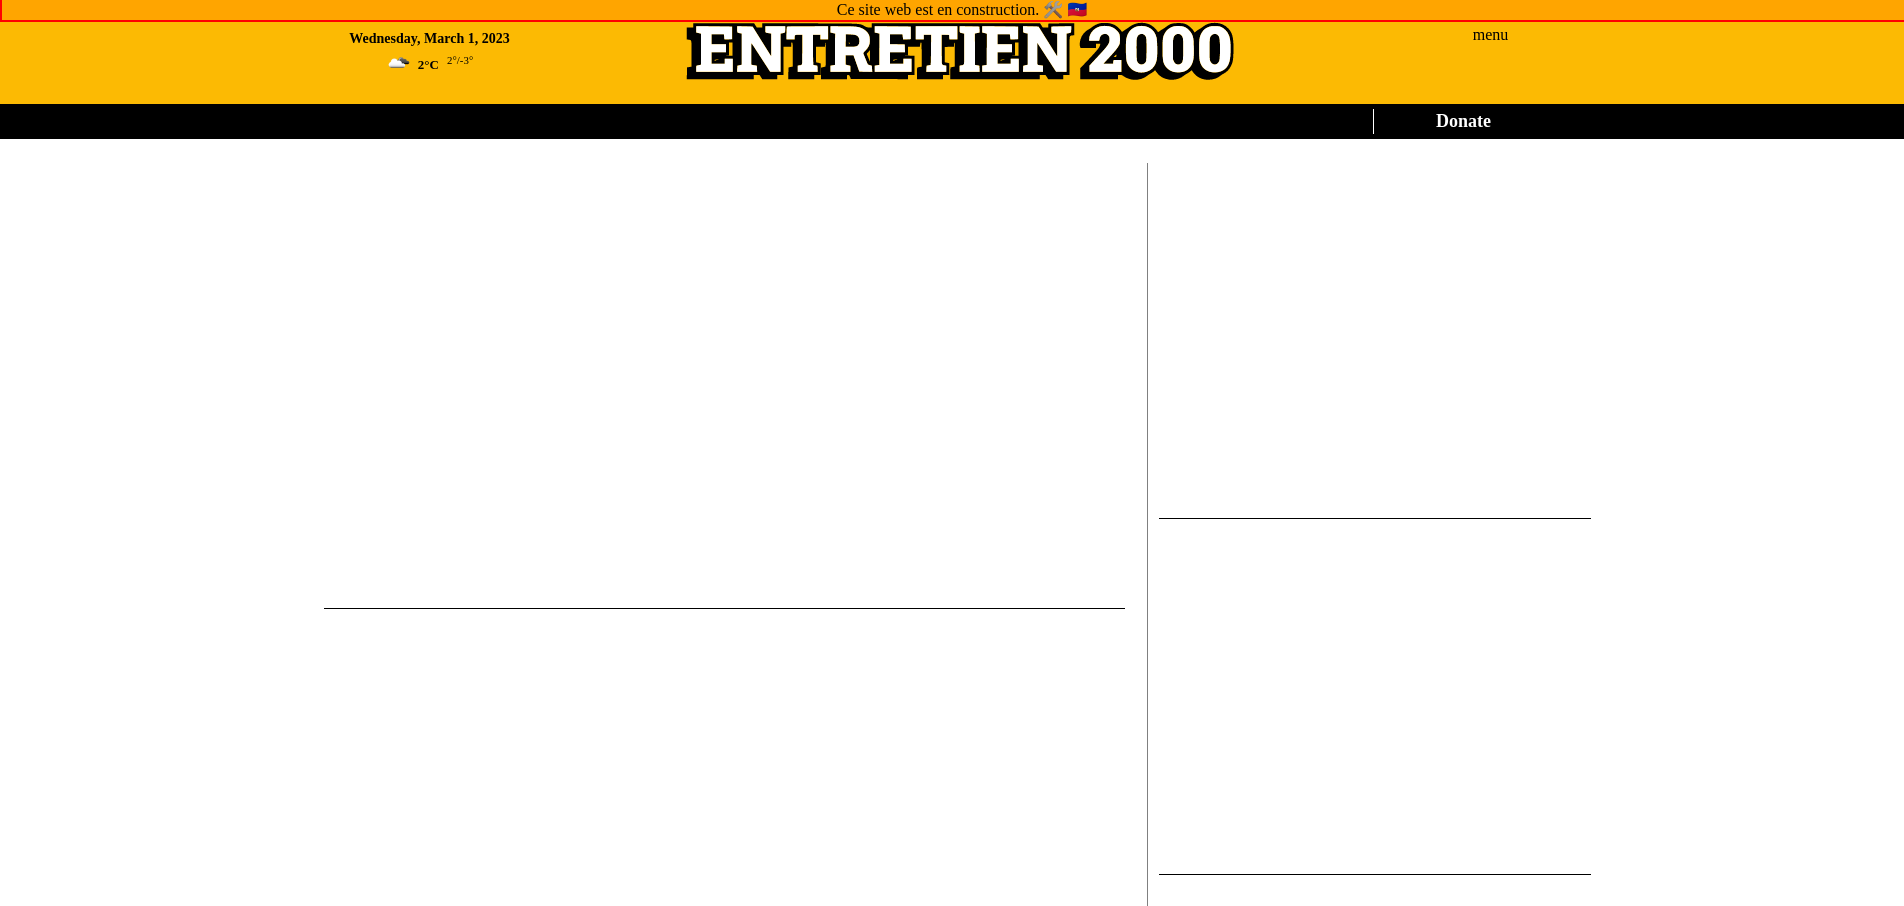 Ce site web est en construction. 🛠️ 🇭🇹
Wednesday, March 1, 2023
2°C 2°/-3°
ENTRETIEN 2000
menu
Donate